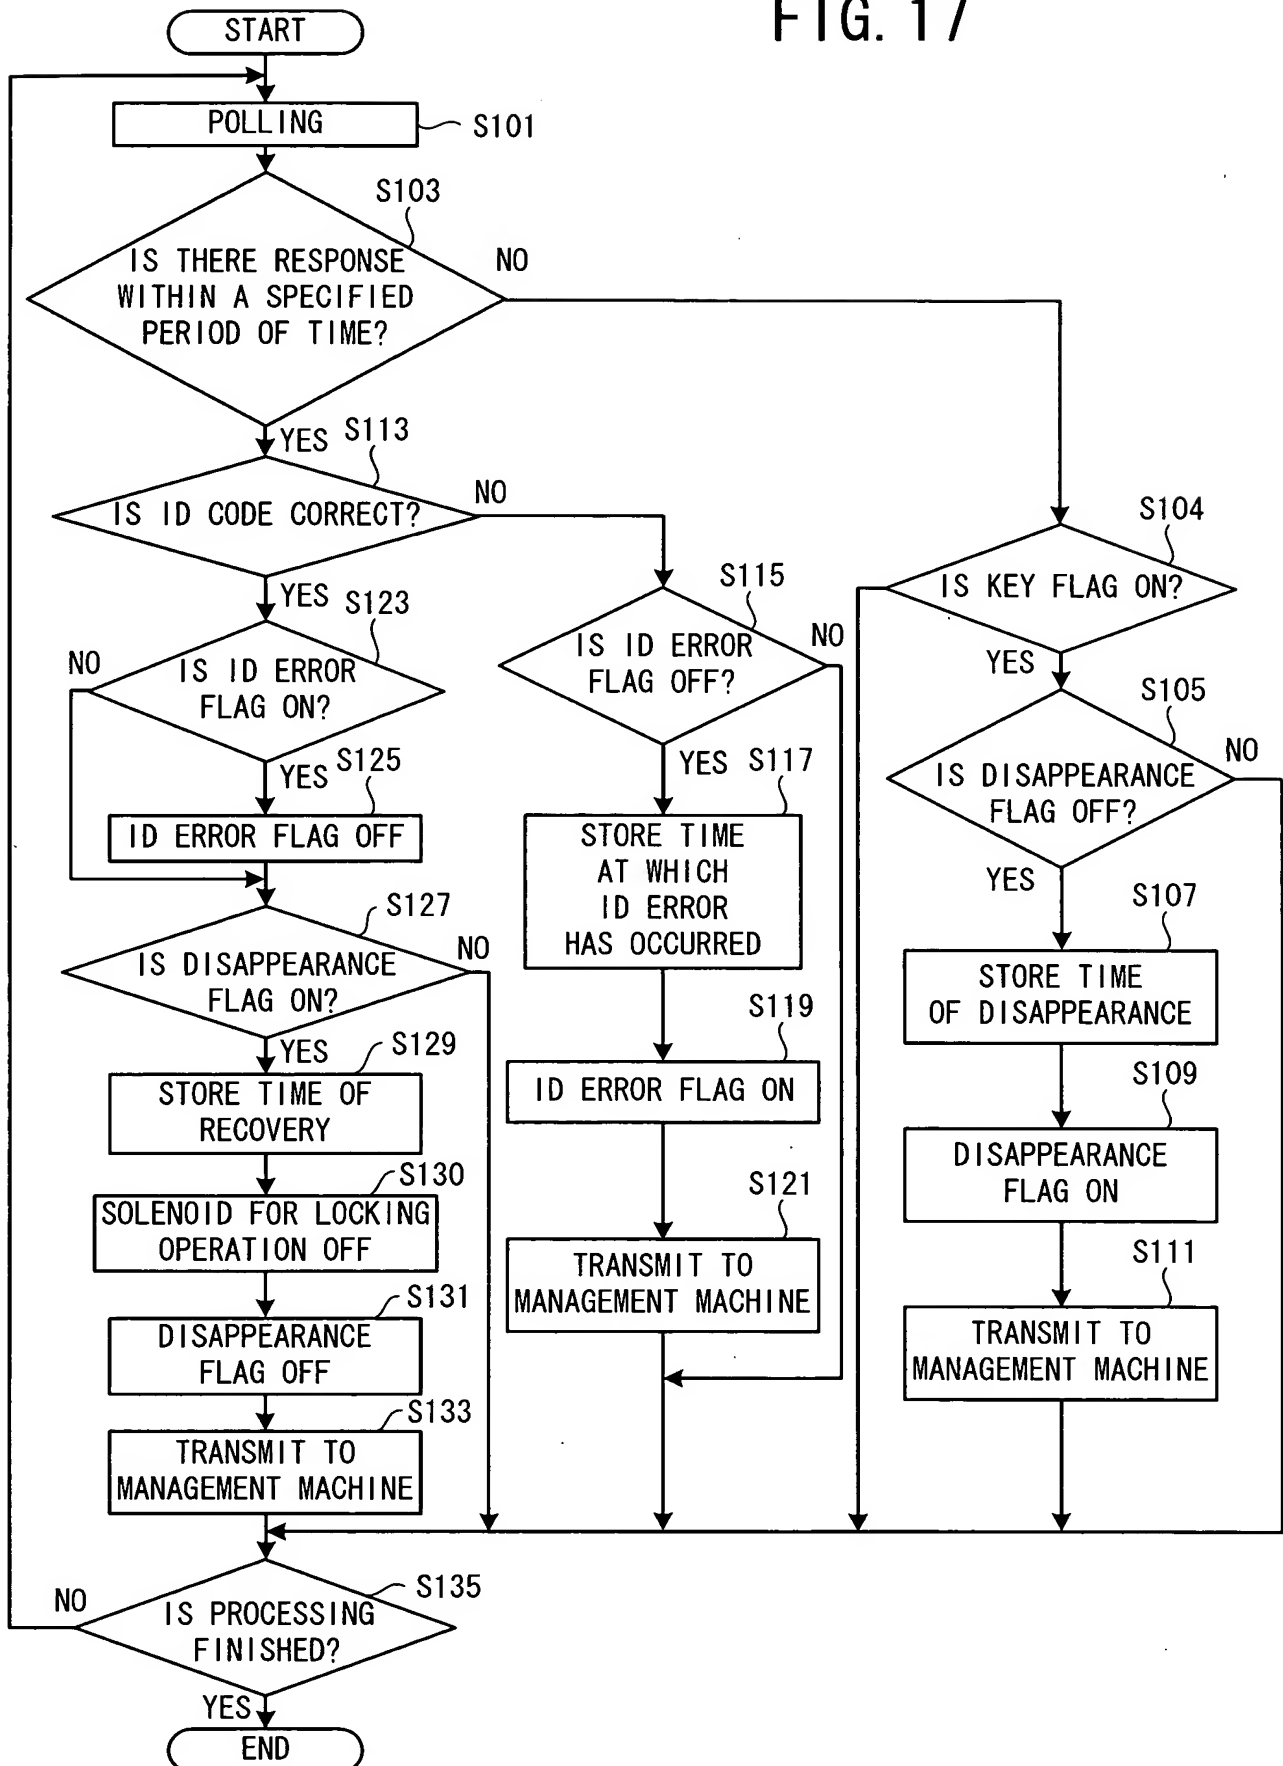 FIG. 17
START
POLLING
S101
S103
IS THERE RESPONSE
WITHIN A SPECIFIED
PERIOD OF TIME?
NO
YES
S113
IS ID CODE CORRECT?
NO
YES
S123
NO
IS ID ERROR
FLAG ON?
YES
S125
ID ERROR FLAG OFF
S127
IS DISAPPEARANCE
FLAG ON?
NO
YES
S129
STORE TIME OF
RECOVERY
S130
SOLENOID FOR LOCKING
OPERATION OFF
S131
DISAPPEARANCE
FLAG OFF
S133
TRANSMIT TO
MANAGEMENT MACHINE
S115
IS ID ERROR
FLAG OFF?
NO
YES
S117
STORE TIME
AT WHICH
ID ERROR
HAS OCCURRED
S119
ID ERROR FLAG ON
S121
TRANSMIT TO
MANAGEMENT MACHINE
S104
IS KEY FLAG ON?
YES
S105
IS DISAPPEARANCE
FLAG OFF?
NO
YES
S107
STORE TIME
OF DISAPPEARANCE
S109
DISAPPEARANCE
FLAG ON
S111
TRANSMIT TO
MANAGEMENT MACHINE
NO
S135
IS PROCESSING
FINISHED?
YES
END